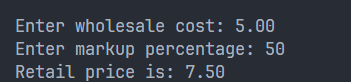 Enter wholesale cost: 5.00
Enter markup percentage: 50
Retail price is: 7.50